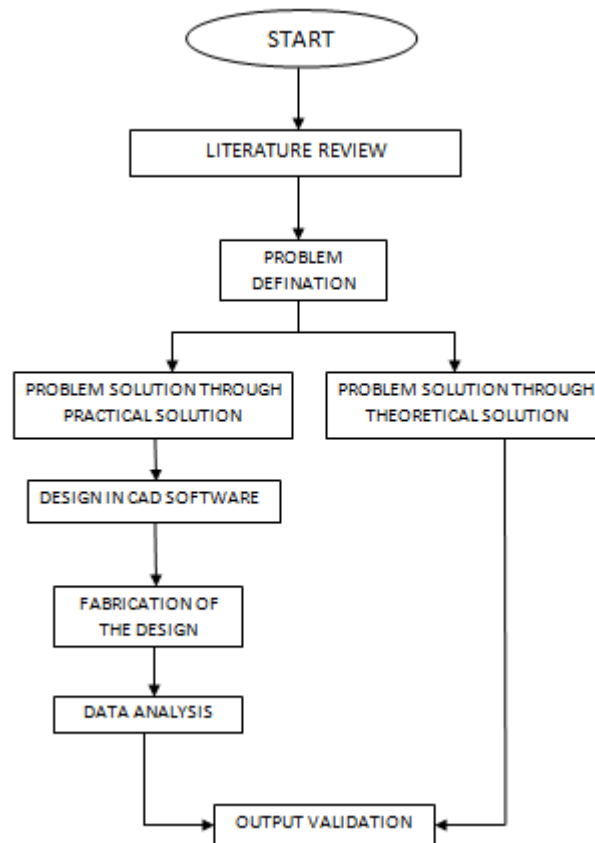 START
LITERATURE REVIEW
PROBLEM
DEFINATION
PROBLEM SOLUTION THROUGH
PRACTICAL SOLUTION
PROBLEM SOLUTION THROUGH
THEORETICAL SOLUTION
DESIGN IN CAD SOFTWARE
FABRICATION OF
THE DESIGN
DATA ANALYSIS
OUTPUT VALIDATION